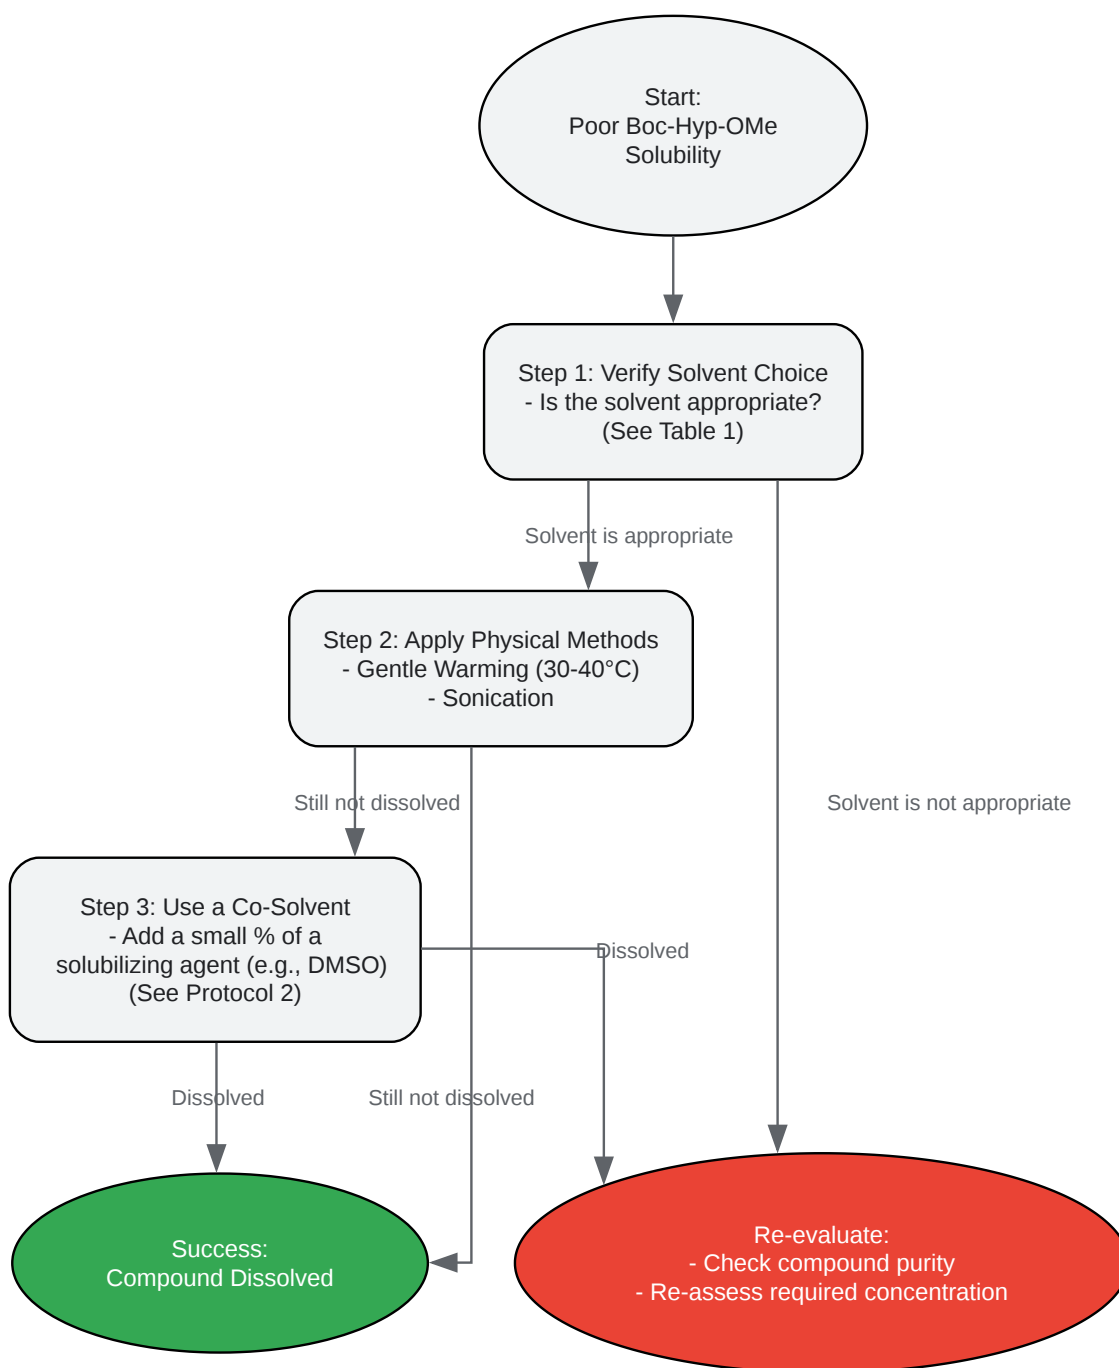 Start:
Poor Boc-Hyp-OMe
Solubility
Step 1: Verify Solvent Choice
- Is the solvent appropriate?
(See Table 1)
Solvent is appropriate
Step 2: Apply Physical Methods
- Gentle Warming (30-40°C)
- Sonication
Still not dissolved
Solvent is not appropriate
Step 3: Use a Co-Solvent
- Add a small % of a
solubilizing agent (e.g., DMSO)
(See Protocol 2)
Dissolved
Dissolved
Still not dissolved
Success:
Compound Dissolved
Re-evaluate:
- Check compound purity
- Re-assess required concentration